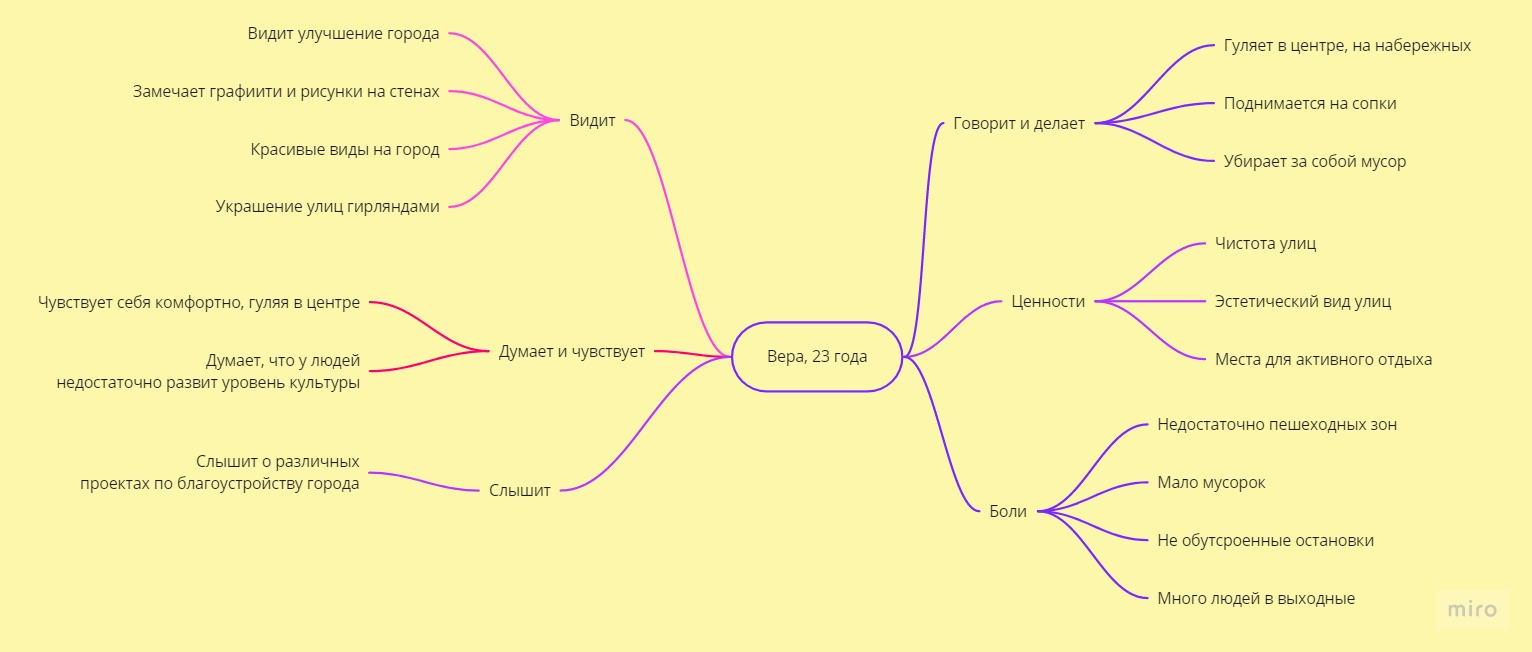 Видит улучшение города
Замечает графиити и рисунки на стенах
Красивые виды на город
Украшение улиц гирляндами
Видит
Чувствует себя комфортно, гуляя в центре
Думает, что у людей
недостаточно развит уровень культуры
Думает и чувствует
Слышит о различных
проектах по благоустройству города
Слышит
Вера, 23 года
Говорит и делает
Гуляет в центре, на набережных
Поднимается на сопки
Убирает за собой мусор
Ценности
Чистота улиц
Эстетический вид улиц
Места для активного отдыха
Боли
Недостаточно пешеходных зон
Мало мусорок
Не обутсроенные остановки
Много людей в выходные
miro